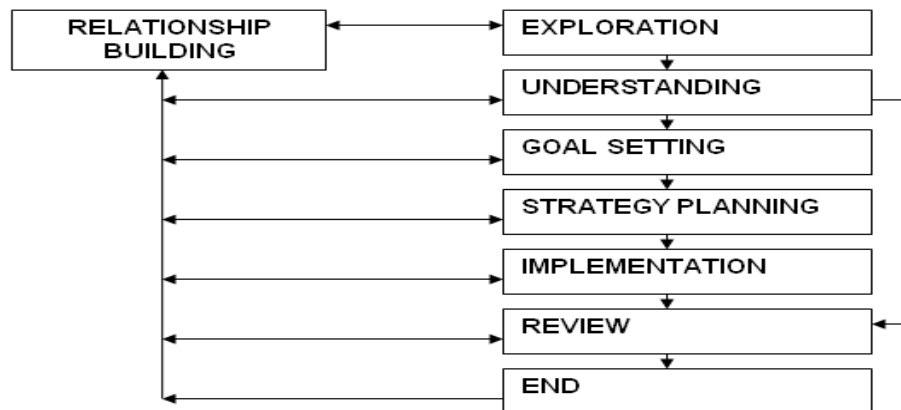 RELATIONSHIP
BUILDING
EXPLORATION
UNDERSTANDING
GOAL SETTING
STRATEGY PLANNING
IMPLEMENTATION
REVIEW
END